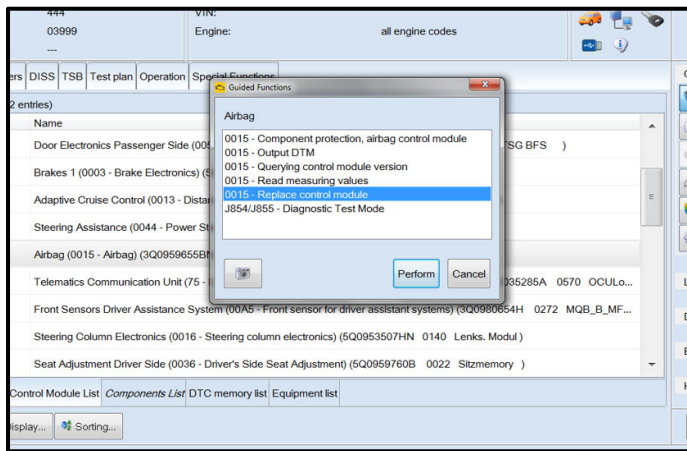 444
VIN:
03999
Engine:
all engine codes
---
ers
DISS
TSB
Test plan
Operation
Special Functions
2 entries)
Name
Door Electronics Passenger Side (005
TSG BFS )
Brakes 1 (0003 - Brake Electronics) (5
Adaptive Cruise Control (0013 - Distan
Steering Assistance (0044 - Power St
Airbag (0015 - Airbag) (3Q0959655BN
Telematics Communication Unit (75 -
035285A 0570 OCULo...
Front Sensors Driver Assistance System (00A5 - Front sensor for driver assistant systems) (3Q0980654H 0272 MQB_B_MF...
Steering Column Electronics (0016 - Steering column electronics) (5Q0953507HN 0140 Lenks. Modul )
Seat Adjustment Driver Side (0036 - Driver's Side Seat Adjustment) (5Q0959760B 0022 Sitzmemory )
Guided Functions
Airbag
0015 - Component protection, airbag control module
0015 - Output DTM
0015 - Querying control module version
0015 - Read measuring values
0015 - Replace control module
J854/J855 - Diagnostic Test Mode
Perform
Cancel
Control Module List
Components List
DTC memory list
Equipment list
Display...
Sorting...